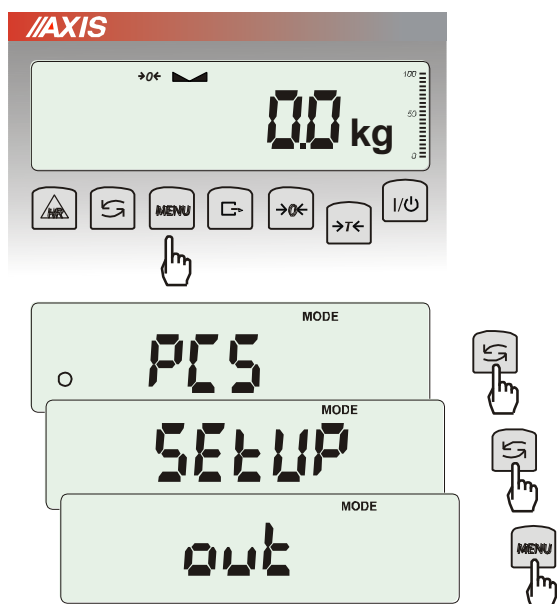 //AXIS
→0← 100
50
0.0 kg
0
HR MENU →0← →T← I/⏻
MODE
PCS
MODE
SEtUP
MODE
out
MENU